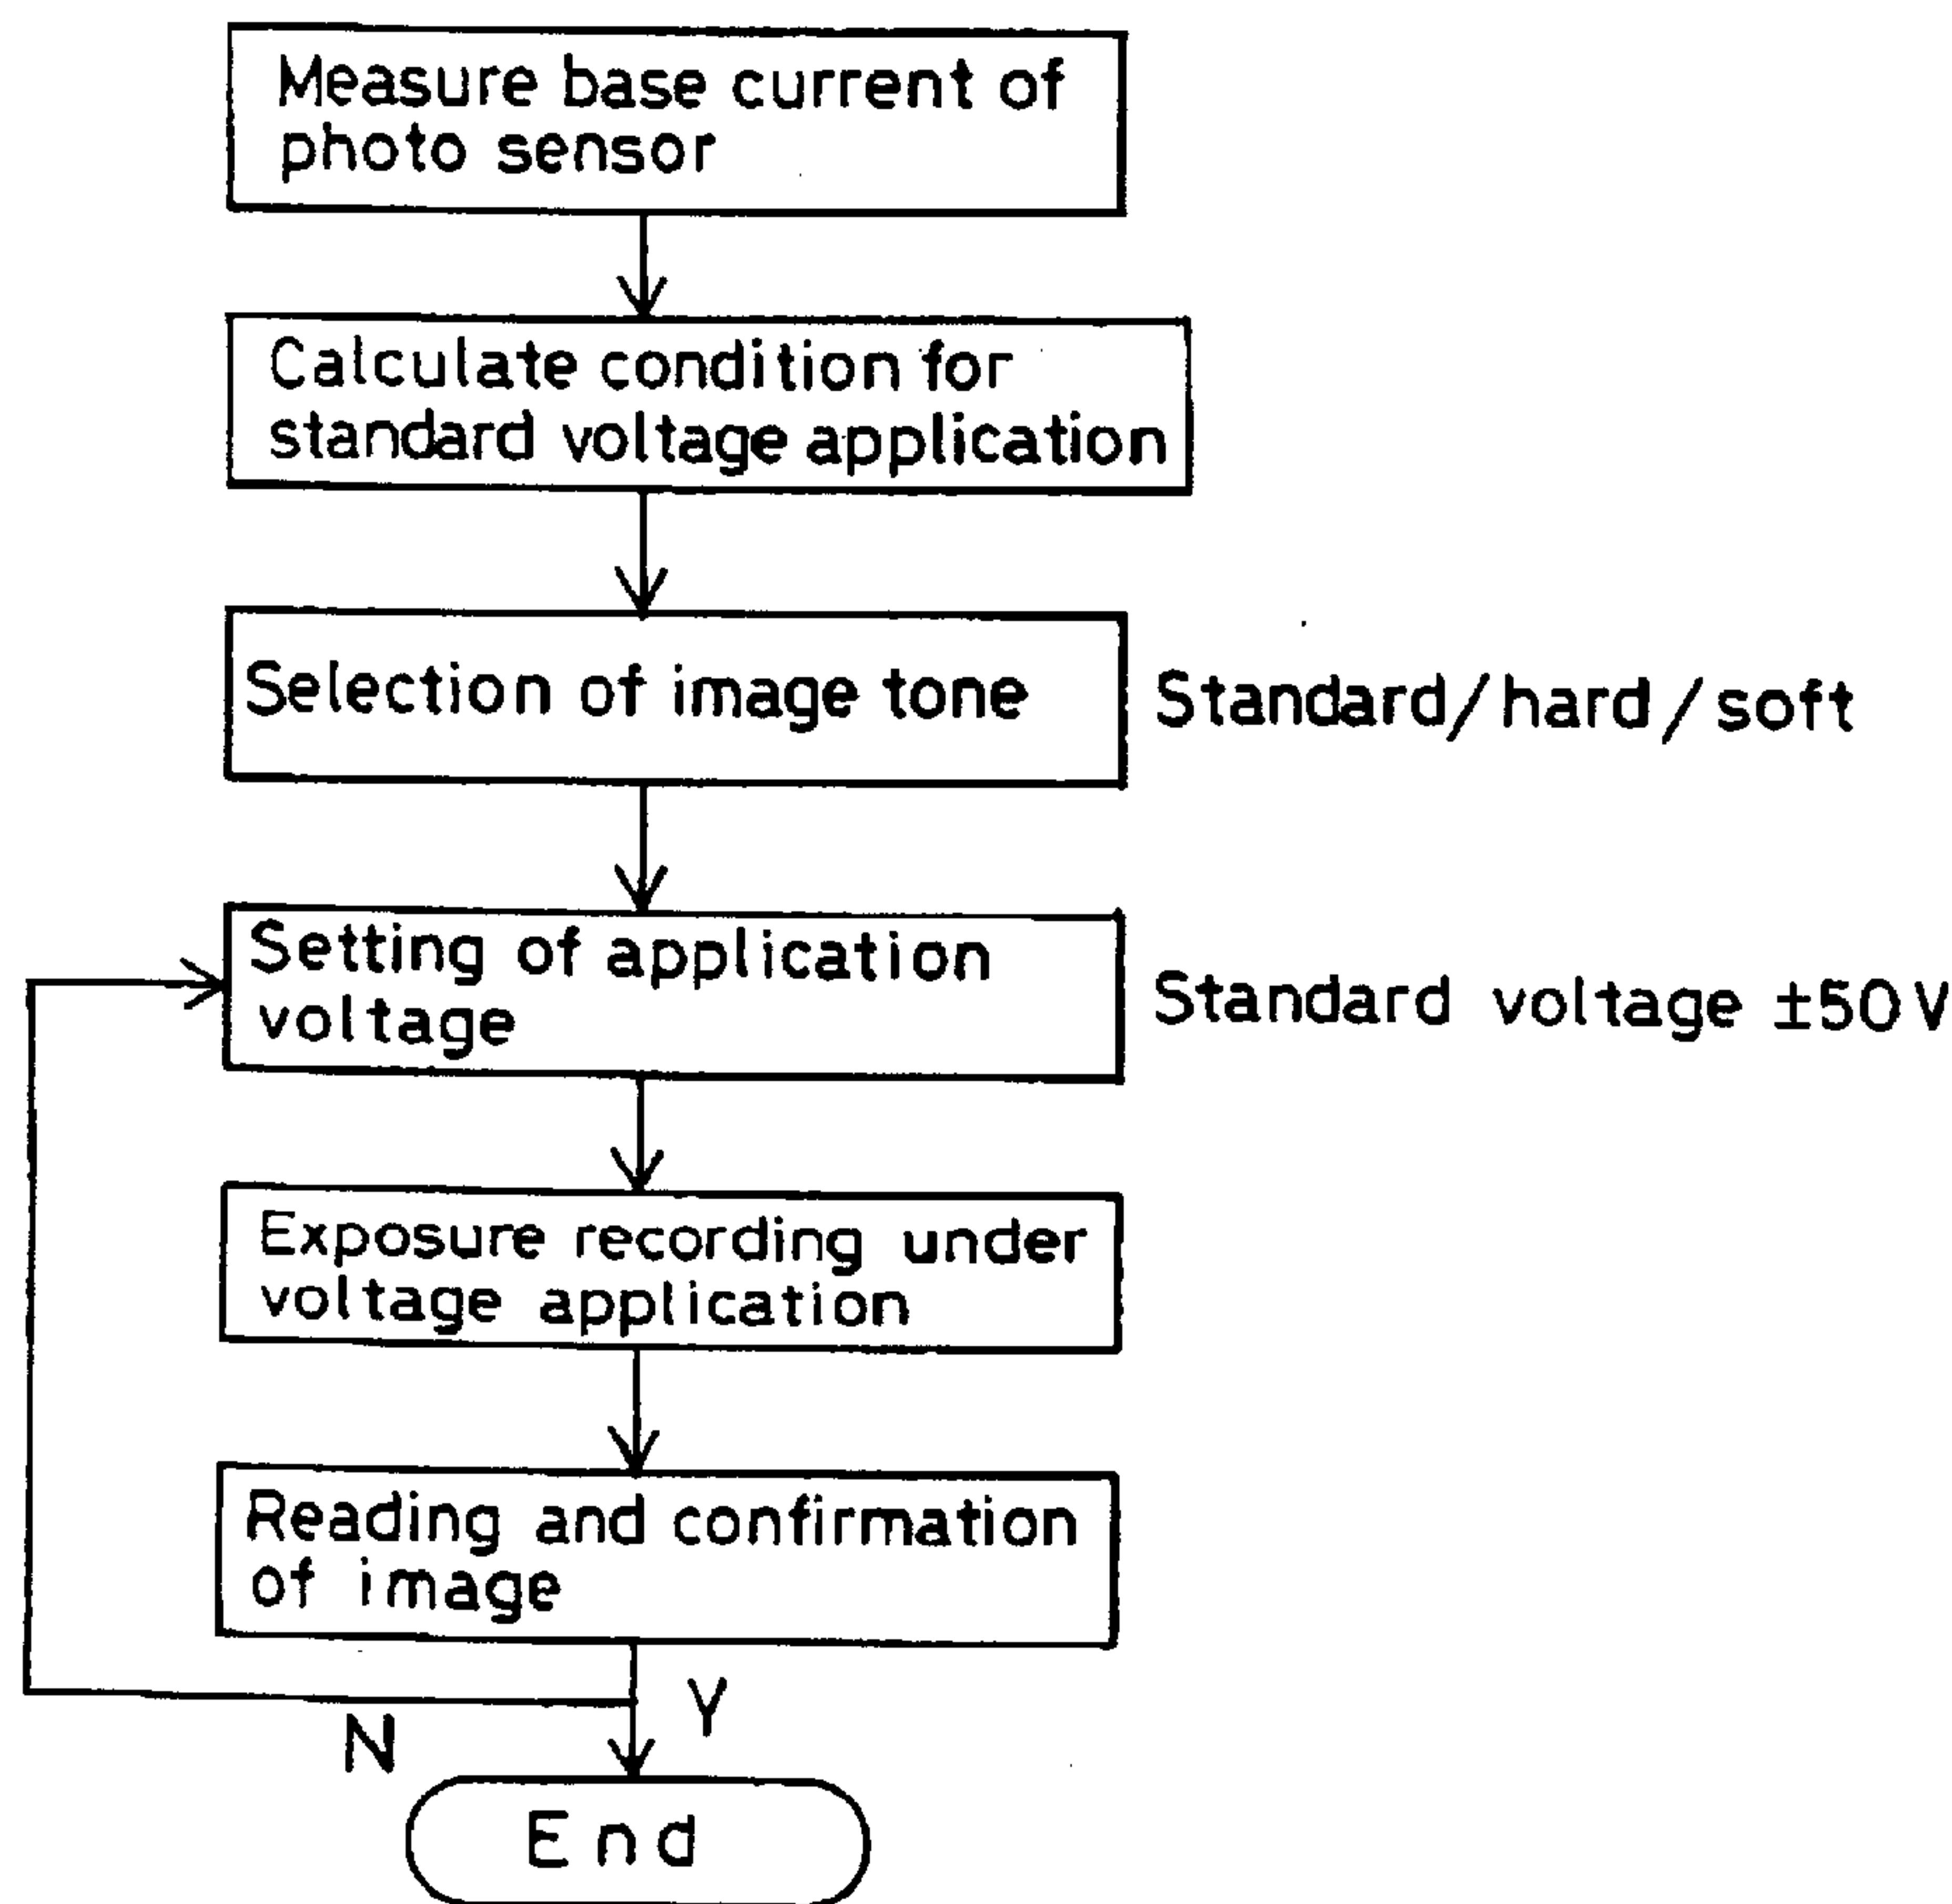 Measure base current of
photo sensor
Calculate condition for
standard voltage application
Selection of image tone
Standard/hard/soft
Setting of application
voltage
Standard voltage ±50V
Exposure recording under
voltage application
Reading and confirmation
of image
Y
N
End